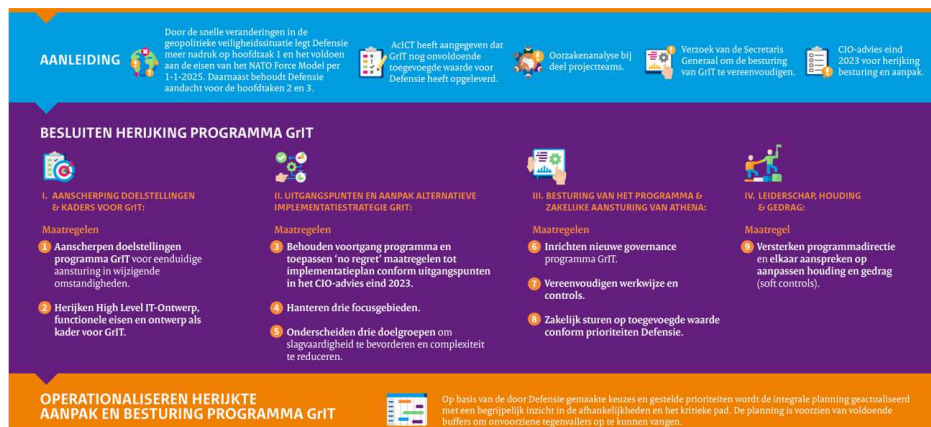 AANLEIDING
Door de snelle veranderingen in de
geopolitieke veiligheidssituatie legt Defensie
meer nadruk op hoofdtaak 1 en het voldoen
aan de eisen van het NATO Force Model per
1-1-2025. Daarnaast behoudt Defensie
aandacht voor de hoofdtaken 2 en 3.
AcICT heeft aangegeven dat
GrIT nog onvoldoende
toegevoegde waarde voor
Defensie heeft opgeleverd.
Oorzakenanalyse bij
deel projectteams.
Verzoek van de Secretaris
Generaal om de besturing
van GrIT te vereenvoudigen.
CIO-advies eind
2023 voor herijking
besturing en aanpak.
BESLUITEN HERIJKING PROGRAMMA GrIT
I. AANSCHERPING DOELSTELLINGEN
& KADERS VOOR GrIT:
Maatregelen
1 Aanscherpen doelstellingen
programma GrIT voor eenduidige
aansturing in wijzigende
omstandigheden.
2 Herijken High Level IT-Ontwerp,
functionele eisen en ontwerp als
kader voor GrIT.
II. UITGANGSPUNTEN EN AANPAK ALTERNATIEVE
IMPLEMENTATIESTRATEGIE GRIT:
Maatregelen
3 Behouden voortgang programma en
toepassen ‘no regret’ maatregelen tot
implementatieplan conform uitgangspunten
in het CIO-advies eind 2023.
4 Hanteren drie focusgebieden.
5 Onderscheiden drie doelgroepen om
slagvaardigheid te bevorderen en complexiteit
te reduceren.
III. BESTURING VAN HET PROGRAMMA &
ZAKELIJKE AANSTURING VAN ATHENA:
Maatregelen
6 Inrichten nieuwe governance
programma GrIT.
7 Vereenvoudigen werkwijze en
controls.
8 Zakelijk sturen op toegevoegde waarde
conform prioriteiten Defensie.
IV. LEIDERSCHAP, HOUDING
& GEDRAG:
Maatregel
9 Versterken programmadirectie
en elkaar aanspreken op
aanpassen houding en gedrag
(soft controls).
OPERATIONALISEREN HERIJKTE
AANPAK EN BESTURING PROGRAMMA GrIT
Op basis van de door Defensie gemaakte keuzes en gestelde prioriteiten wordt de integrale planning geactualiseerd
met een begrijpelijk inzicht in de afhankelijkheden en het kritieke pad. De planning is voorzien van voldoende
buffers om onvoorziene tegenvallers op te kunnen vangen.